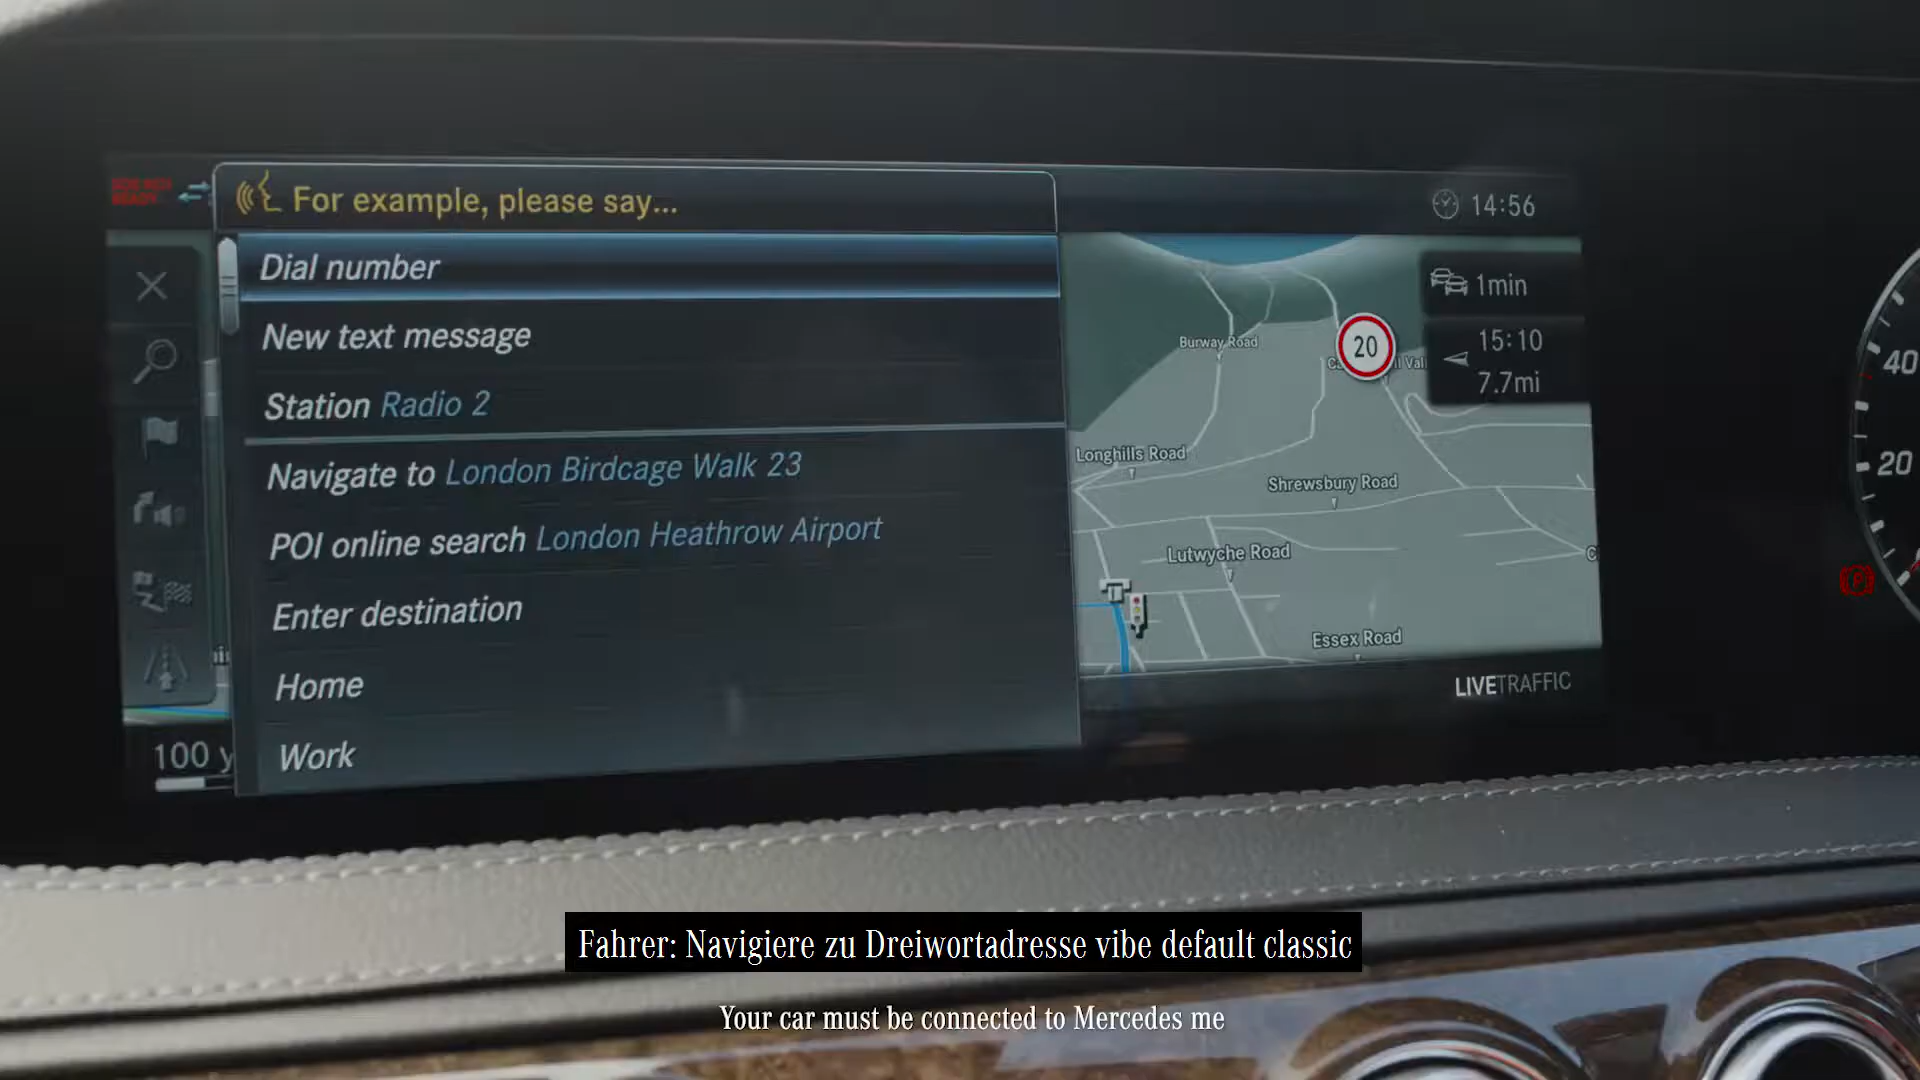 For example, please say...
14:56
Dial number
1min
New text message
15:10
7.7mi
Station Radio 2
Navigate to London Birdcage Walk 23
POI online search London Heathrow Airport
Enter destination
Home
Work
Burway Road
20
Longhills Road
Shrewsbury Road
Lutwyche Road
Essex Road
LIVETRAFFIC
100 y
40
20
Fahrer: Navigiere zu Dreiwortadresse vibe default classic
Your car must be connected to Mercedes me